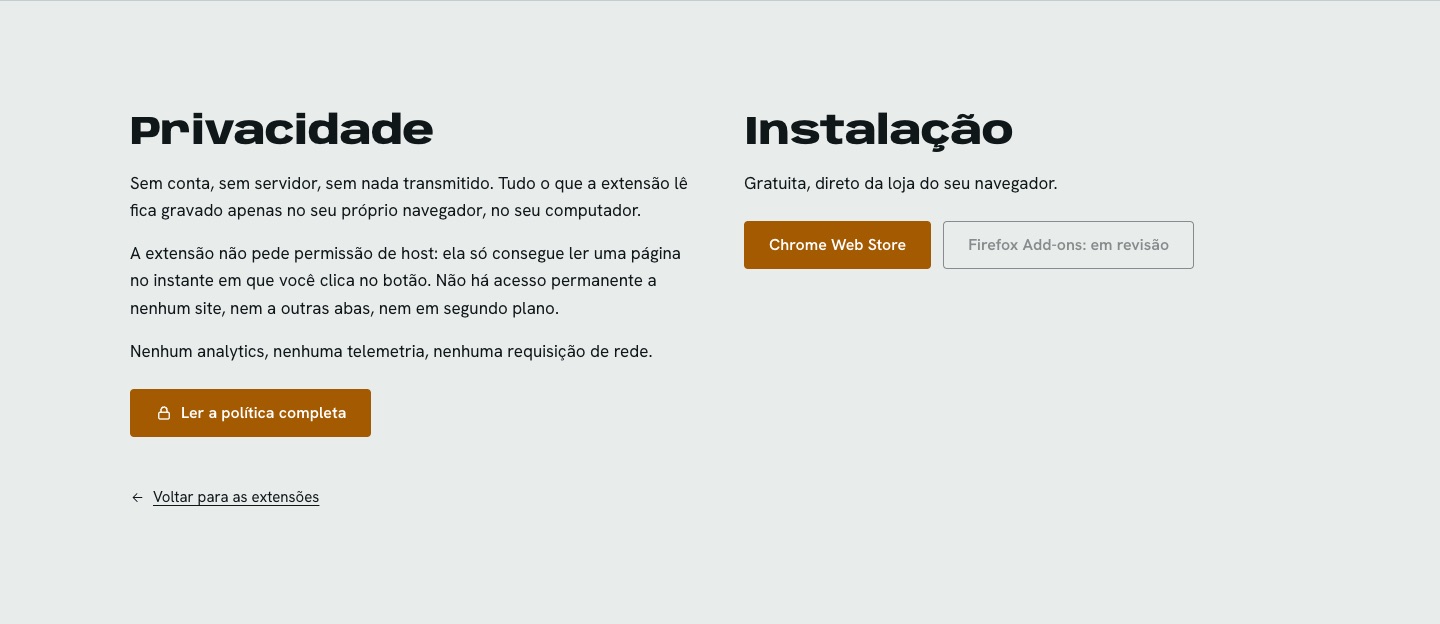 Privacidade
Sem conta, sem servidor, sem nada transmitido. Tudo o que a extensão lê
fica gravado apenas no seu próprio navegador, no seu computador.
A extensão não pede permissão de host: ela só consegue ler uma página
no instante em que você clica no botão. Não há acesso permanente a
nenhum site, nem a outras abas, nem em segundo plano.
Nenhum analytics, nenhuma telemetria, nenhuma requisição de rede.
Ler a política completa
← Voltar para as extensões
Instalação
Gratuita, direto da loja do seu navegador.
Chrome Web Store
Firefox Add-ons: em revisão